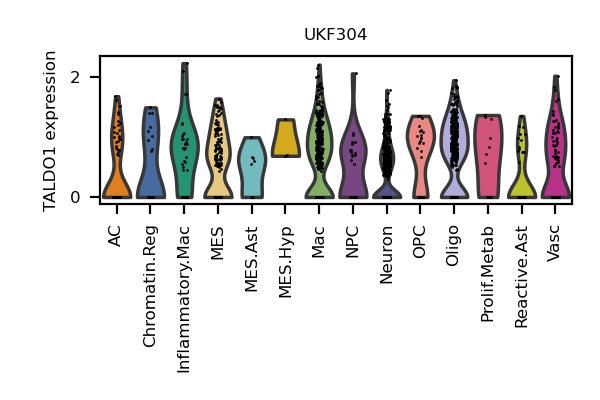 UKF304
TALDO1 expression
2
0
AC
Chromatin.Reg
Inflammatory.Mac
MES
MES.Ast
MES.Hyp
Mac
NPC
Neuron
OPC
Oligo
Prolif.Metab
Reactive.Ast
Vasc